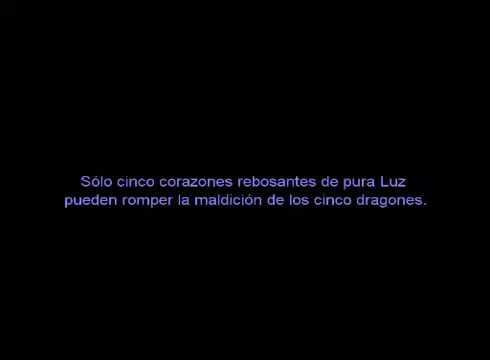 Sólo cinco corazones rebosantes de pura Luz
pueden romper la maldición de los cinco dragones.